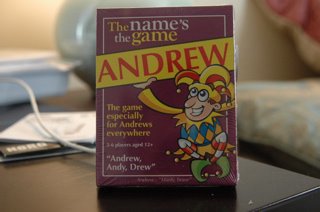 The name's
the game
ANDREW
The game
especially
for Andrews
everywhere
3-6 players aged 12+
"Andrew,
Andy, Drew"